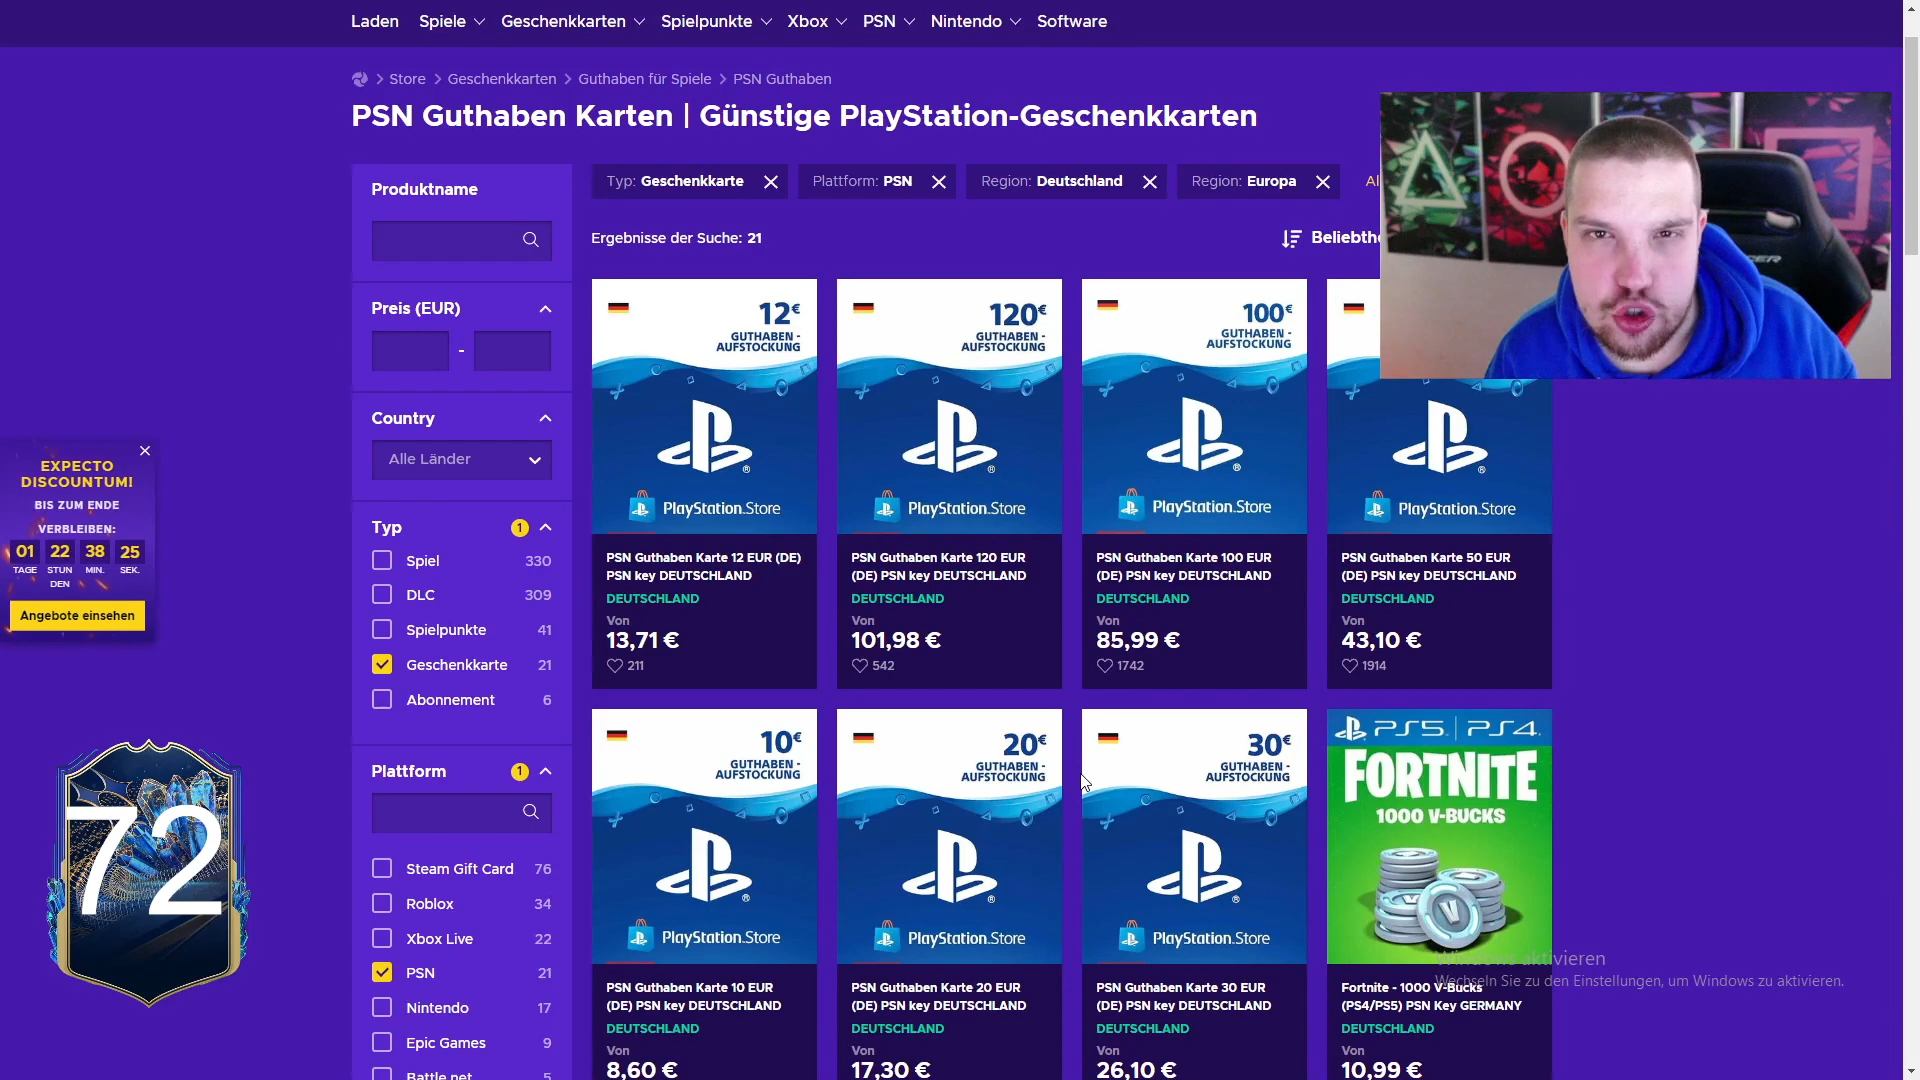 Laden
Spiele
Geschenkkarten
Spielpunkte
Xbox
PSN
Nintendo
Software
Store
Geschenkkarten
Guthaben für Spiele
PSN Guthaben
PSN Guthaben Karten | Günstige PlayStation-Geschenkkarten
Produktname
Typ: Geschenkkarte
Plattform: PSN
Region: Deutschland
Region: Europa
Al
Ergebnisse der Suche: 21
Beliebthe
Preis (EUR)
-
Country
Alle Länder
Typ
1
Spiel 330
DLC 309
Spielpunkte 41
Geschenkkarte 21
Abonnement 6
Plattform
1
Steam Gift Card 76
Roblox 34
Xbox Live 22
PSN 21
Nintendo 17
Epic Games 9
Battle.net 5
EXPECTO
DISCOUNTUM!
BIS ZUM ENDE
VERBLEIBEN:
01 22 38 25
TAGE STUN MIN. SEK.
DEN
Angebote einsehen
72
12€
GUTHABEN -
AUFSTOCKUNG
PlayStation.Store
PSN Guthaben Karte 12 EUR (DE)
PSN key DEUTSCHLAND
DEUTSCHLAND
Von
13,71 €
211
120€
GUTHABEN -
AUFSTOCKUNG
PlayStation.Store
PSN Guthaben Karte 120 EUR
(DE) PSN key DEUTSCHLAND
DEUTSCHLAND
Von
101,98 €
542
100€
GUTHABEN -
AUFSTOCKUNG
PlayStation.Store
PSN Guthaben Karte 100 EUR
(DE) PSN key DEUTSCHLAND
DEUTSCHLAND
Von
85,99 €
1742
PlayStation.Store
PSN Guthaben Karte 50 EUR
(DE) PSN key DEUTSCHLAND
DEUTSCHLAND
Von
43,10 €
1914
10€
GUTHABEN -
AUFSTOCKUNG
PlayStation.Store
PSN Guthaben Karte 10 EUR
(DE) PSN key DEUTSCHLAND
DEUTSCHLAND
Von
8,60 €
20€
GUTHABEN -
AUFSTOCKUNG
PlayStation.Store
PSN Guthaben Karte 20 EUR
(DE) PSN key DEUTSCHLAND
DEUTSCHLAND
Von
17,30 €
30€
GUTHABEN -
AUFSTOCKUNG
PlayStation.Store
PSN Guthaben Karte 30 EUR
(DE) PSN key DEUTSCHLAND
DEUTSCHLAND
Von
26,10 €
PS5 | PS4
FORTNITE
1000 V-BUCKS
Fortnite - 1000 V-Bucks
(PS4/PS5) PSN Key GERMANY
DEUTSCHLAND
Von
10,99 €
Windows aktivieren
Wechseln Sie zu den Einstellungen, um Windows zu aktivieren.